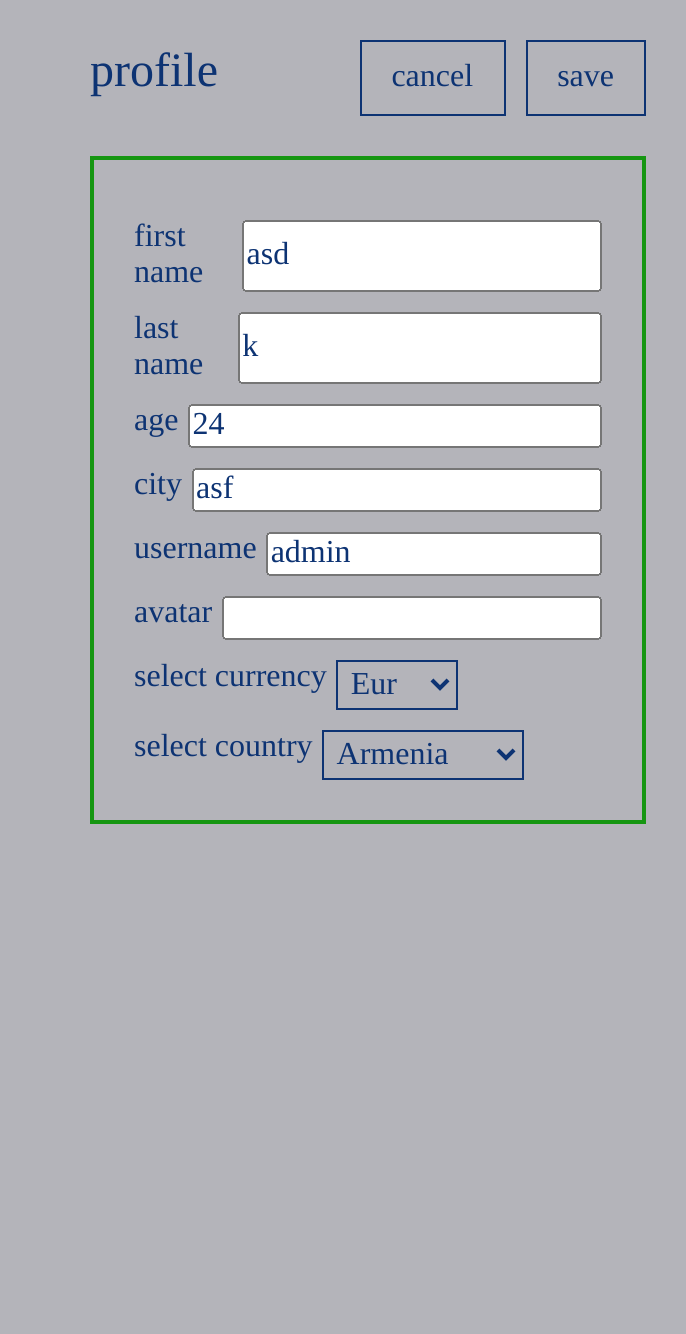 profile
cancel
save
first
name
asd
last
name
k
age
24
city
asf
username
admin
avatar
select currency
Eur
select country
Armenia